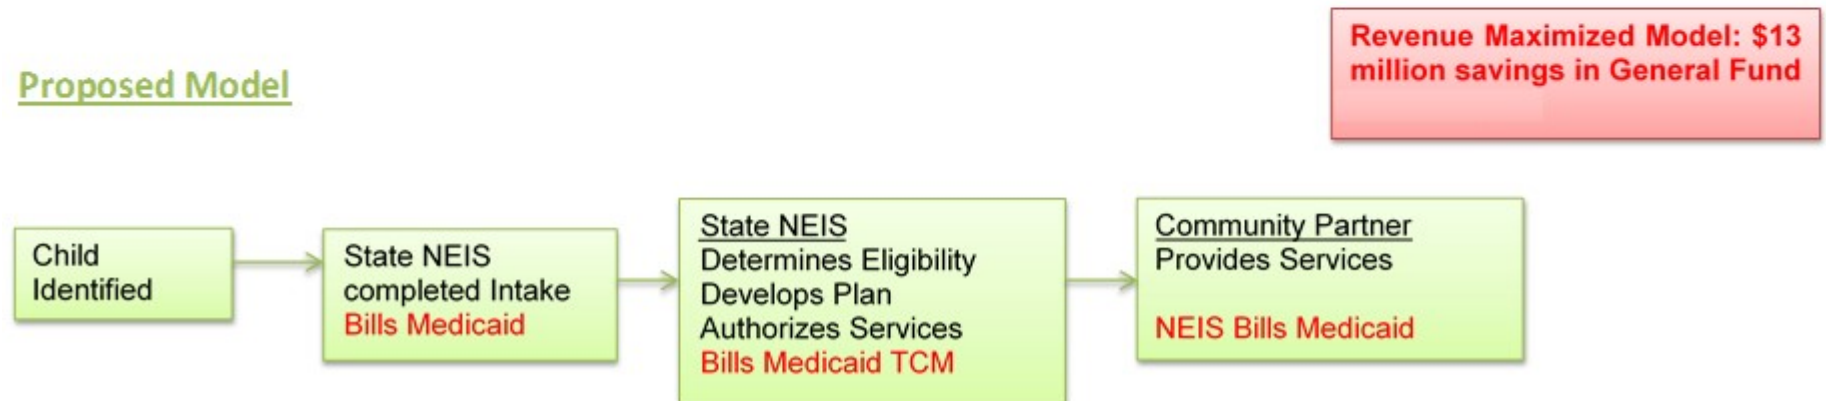 Revenue Maximized Model: $13
million savings in General Fund
Proposed Model
Child
Identified
State NEIS
completed Intake
Bills Medicaid
State NEIS
Determines Eligibility
Develops Plan
Authorizes Services
Bills Medicaid TCM
Community Partner
Provides Services
NEIS Bills Medicaid